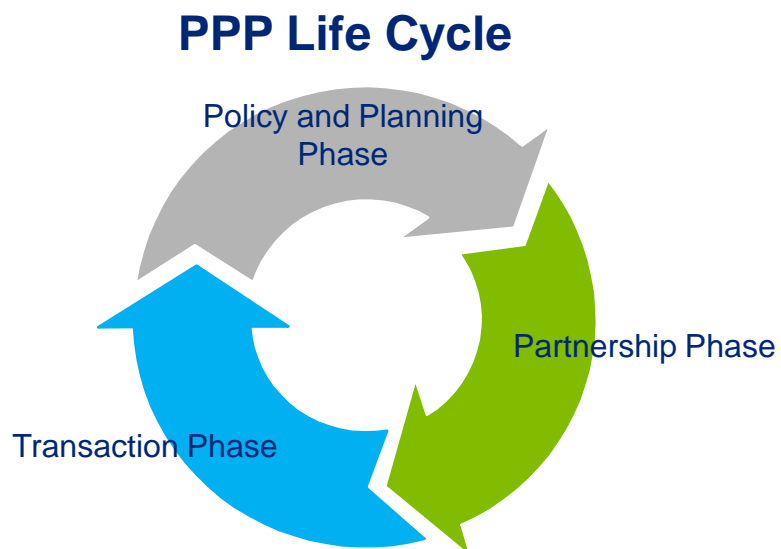 PPP Life Cycle
Policy and Planning
Phase
Partnership Phase
Transaction Phase